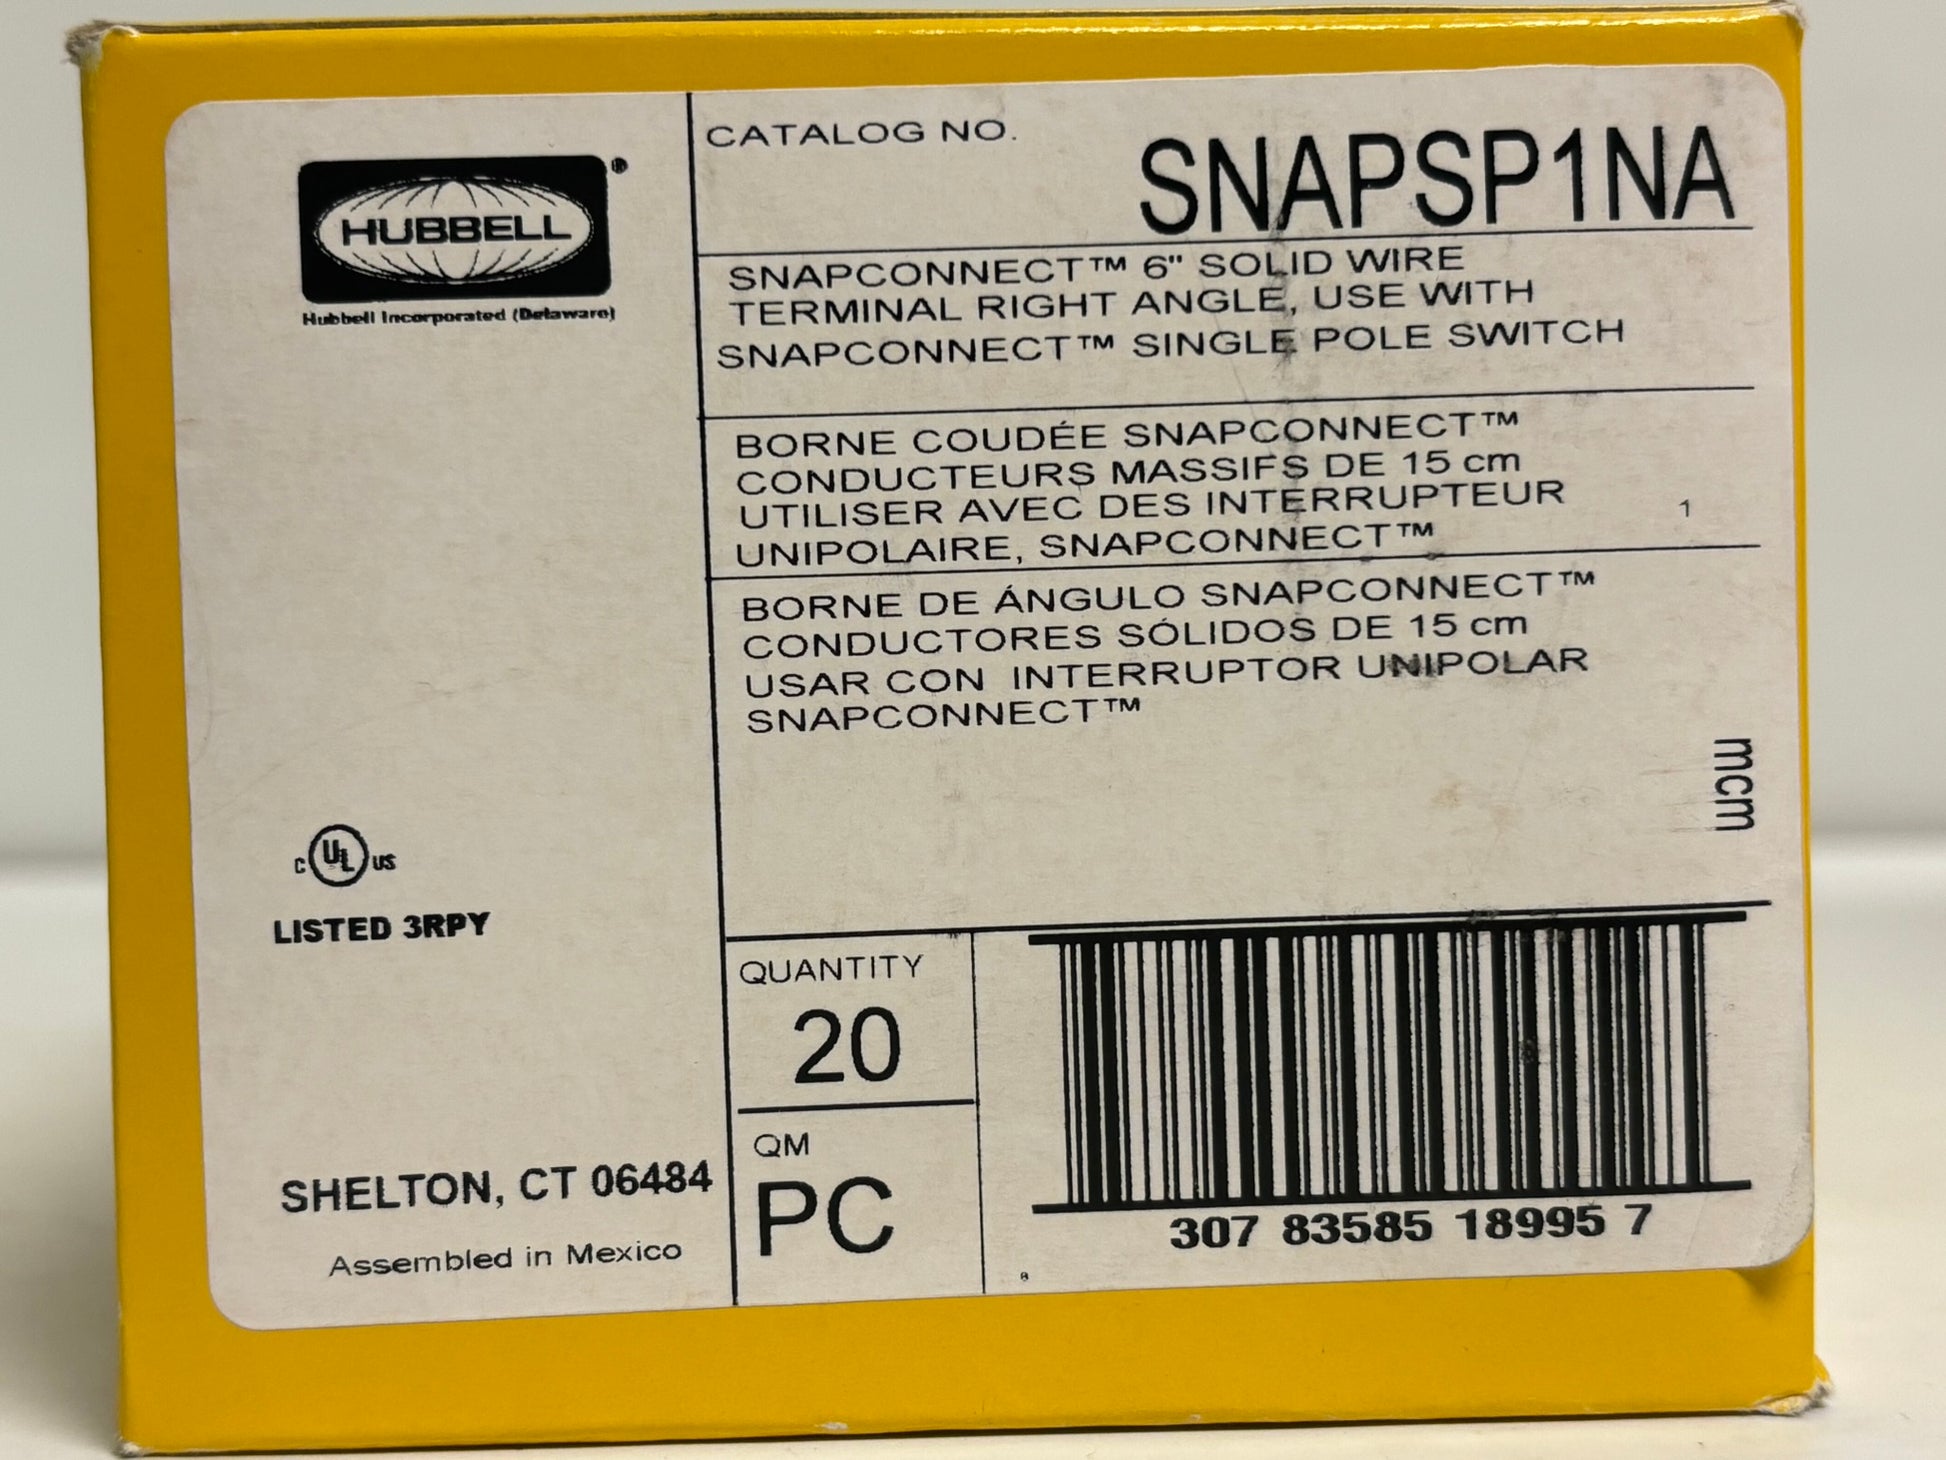 HUBBELL®
Hubbell Incorporated (Delaware)
CATALOG NO.
SNAPSP1NA
SNAPCONNECT™ 6" SOLID WIRE
TERMINAL RIGHT ANGLE, USE WITH
SNAPCONNECT™ SINGLE POLE SWITCH
BORNE COUDÉE SNAPCONNECT™
CONDUCTEURS MASSIFS DE 15 cm
UTILISER AVEC DES INTERRUPTEUR
UNIPOLAIRE, SNAPCONNECT™
1
BORNE DE ÁNGULO SNAPCONNECT™
CONDUCTORES SÓLIDOS DE 15 cm
USAR CON INTERRUPTOR UNIPOLAR
SNAPCONNECT™
mcm
C UL US
LISTED 3RPY
SHELTON, CT 06484
Assembled in Mexico
QUANTITY
20
QM
PC
307 83585 18995 7